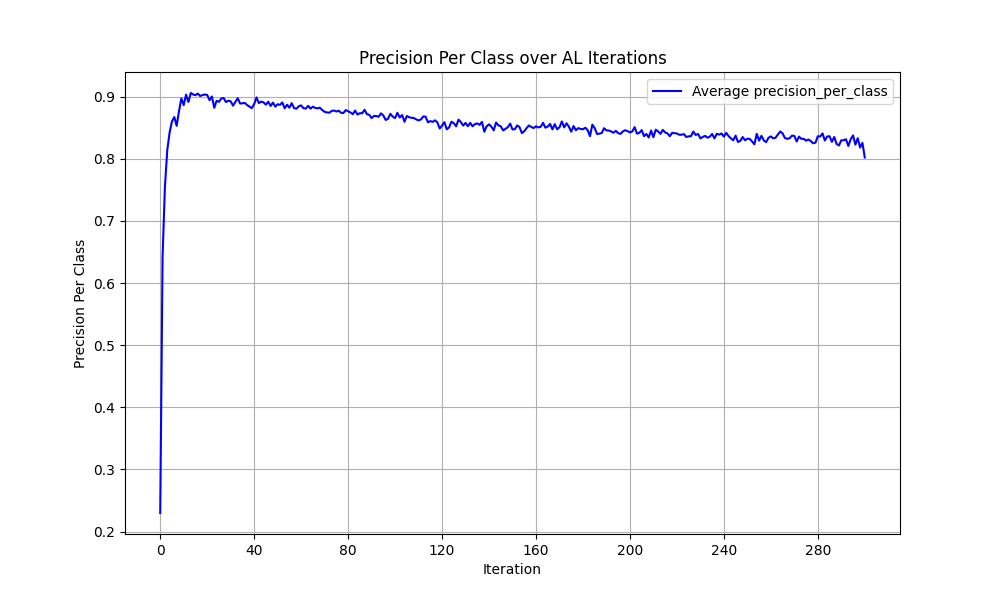 Precision Per Class over AL Iterations
Average precision_per_class
Precision Per Class
0.9
0.8
0.7
0.6
0.5
0.4
0.3
0.2
0 40 80 120 160 200 240 280
Iteration